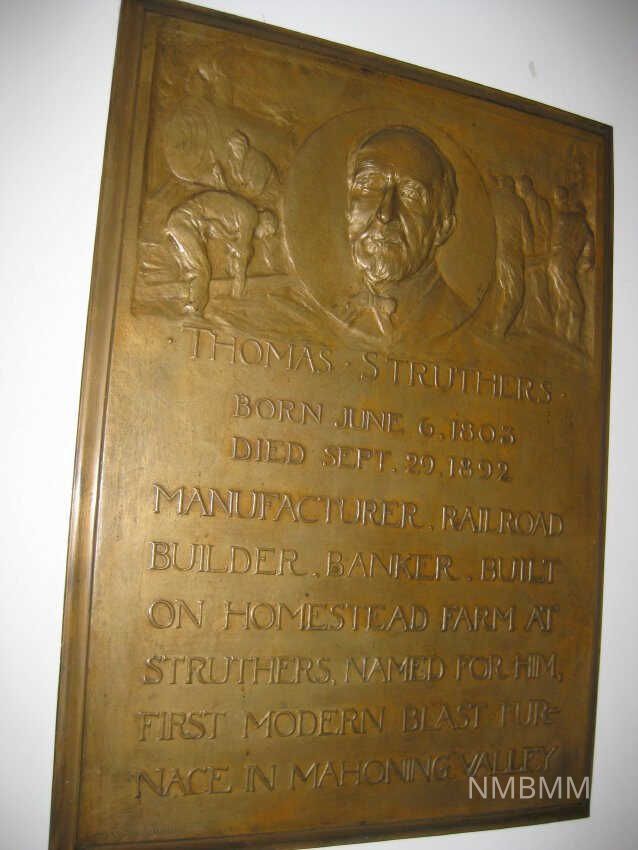 · THOMAS · STRUTHERS ·
BORN JUNE 6, 1803
DIED SEPT. 29, 1892
MANUFACTURER, RAILROAD
BUILDER, BANKER, BUILT
ON HOMESTEAD FARM AT
STRUTHERS, NAMED FOR HIM,
FIRST MODERN BLAST FUR-
NACE IN MAHONING VALLEY
NMBMM